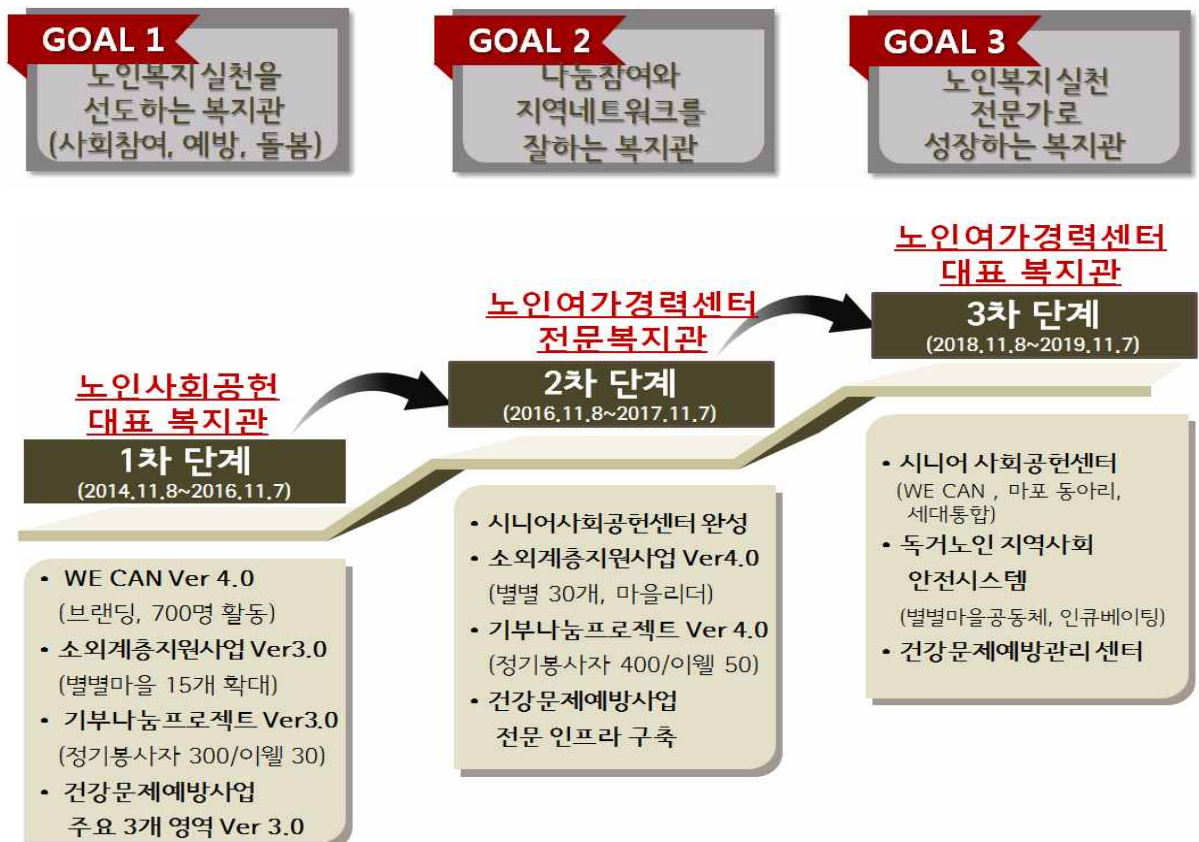 GOAL 1
노인복지 실천을
선도하는 복지관
(사회참여, 예방, 돌봄)
GOAL 2
나눔참여와
지역네트워크를
잘하는 복지관
GOAL 3
노인복지 실천
전문가로
성장하는 복지관
노인사회공헌
대표 복지관
1차 단계
(2014.11.8~2016.11.7)
• WE CAN Ver 4.0
(브랜딩, 700명 활동)
• 소외계층지원사업 Ver3.0
(별별마을 15개 확대)
• 기부나눔프로젝트 Ver3.0
(정기봉사자 300/이웰 30)
• 건강문제예방사업
주요 3개 영역 Ver 3.0
노인여가경력센터
전문복지관
2차 단계
(2016.11.8~2017.11.7)
• 시니어사회공헌센터 완성
• 소외계층지원사업 Ver4.0
(별별 30개, 마을리더)
• 기부나눔프로젝트 Ver 4.0
(정기봉사자 400/이웰 50)
• 건강문제예방사업
전문 인프라 구축
노인여가경력센터
대표 복지관
3차 단계
(2018.11.8~2019.11.7)
• 시니어 사회공헌센터
(WE CAN , 마포 동아리,
세대통합)
• 독거노인 지역사회
안전시스템
(별별마을공동체, 인큐베이팅)
• 건강문제예방관리 센터